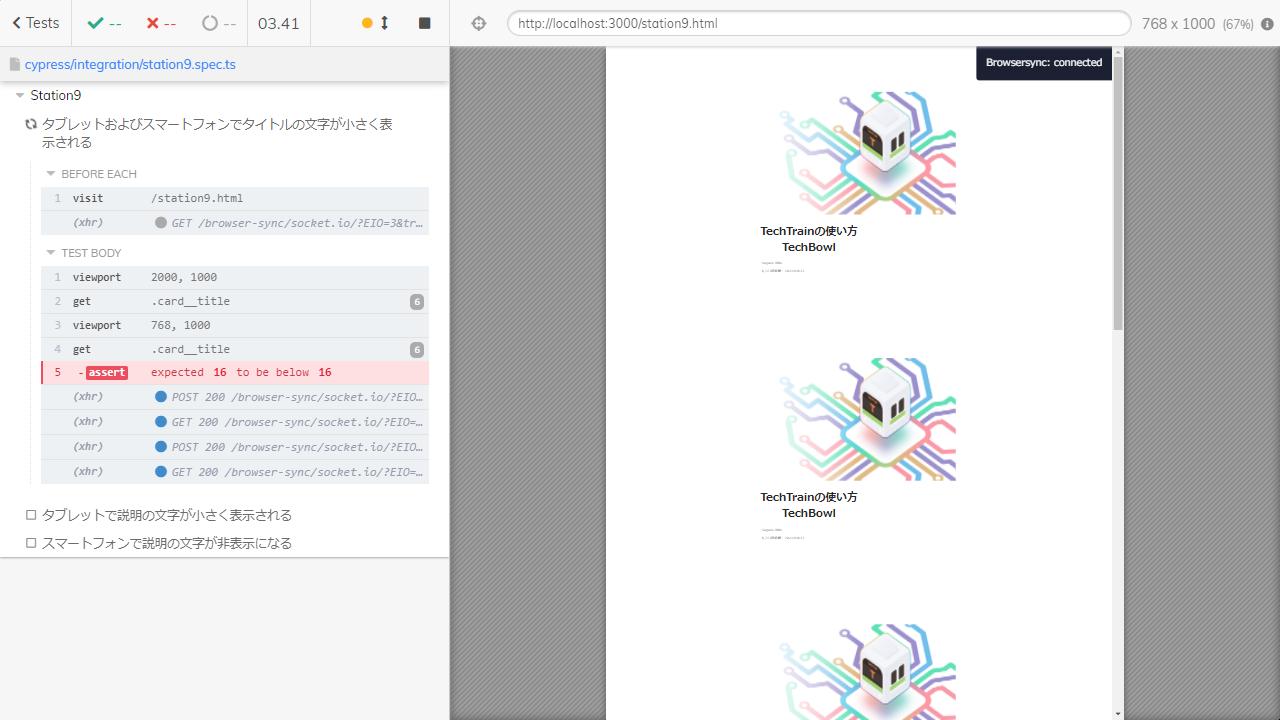 Tests
--
--
--
03.41
http://localhost:3000/station9.html
768 x 1000 (67%)
cypress/integration/station9.spec.ts
Station9
タブレットおよびスマートフォンでタイトルの文字が小さく表
示される
BEFORE EACH
1 visit /station9.html
(xhr) GET ---
/browser-sync/socket.io/?EIO=3&tr…
TEST BODY
1 viewport 1200, 1000
2 get .card__title 6
3 viewport 768, 1000
4 get .card__title 6
5 -assert expected 16 to be below 16
(xhr) POST 200 /browser-sync/socket.io/?EIO…
(xhr) GET 200 /browser-sync/socket.io/?EIO=…
(xhr) POST 200 /browser-sync/socket.io/?EIO…
(xhr) GET 200 /browser-sync/socket.io/?EIO=…
タブレットで説明の文字が小さく表示される
スマートフォンで説明の文字が非表示になる
Browsersync: connected
TechTrainの使い方
TechBowl
TechTrainの使い方
TechBowl